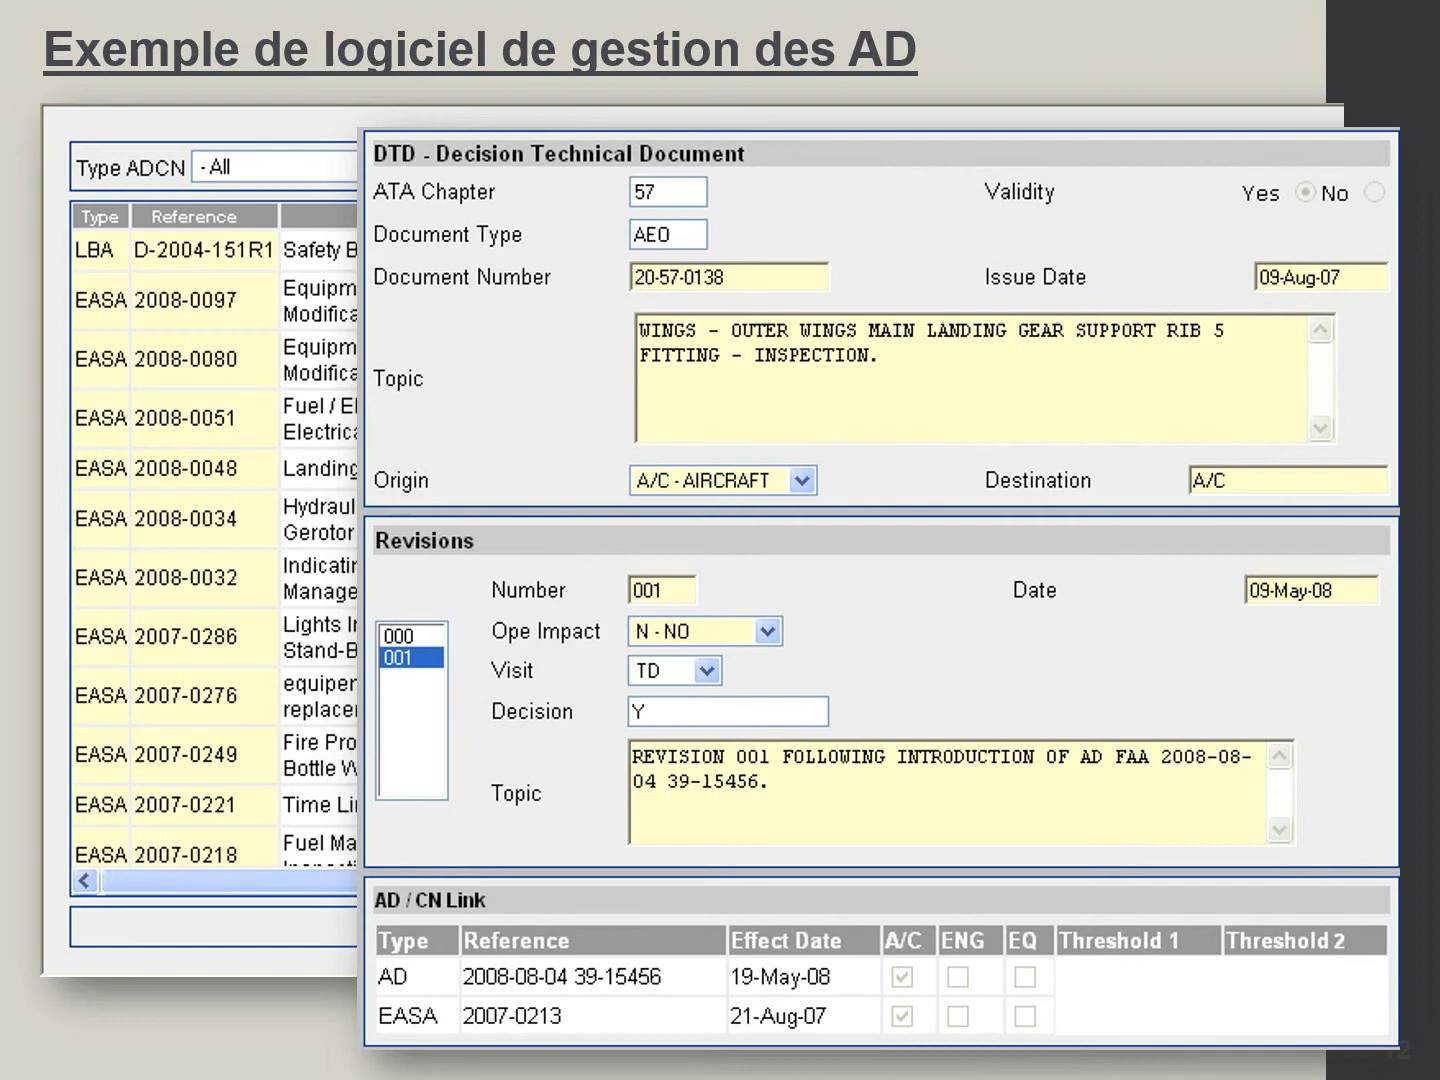 Exemple de logiciel de gestion des AD
Type ADCN - All
Type Reference
LBA D-2004-151R1 Safety B
EASA 2008-0097 Equipm
Modifica
EASA 2008-0080 Equipm
Modifica
EASA 2008-0051 Fuel / El
Electrica
EASA 2008-0048 Landing
EASA 2008-0034 Hydraul
Gerotor
EASA 2008-0032 Indicatin
Manage
EASA 2007-0286 Lights In
Stand-B
EASA 2007-0276 equipen
replacer
EASA 2007-0249 Fire Pro
Bottle W
EASA 2007-0221 Time Li
EASA 2007-0218 Fuel Ma
DTD - Decision Technical Document
ATA Chapter 57 Validity Yes No
Document Type AEO
Document Number 20-57-0138 Issue Date 09-Aug-07
Topic
WINGS - OUTER WINGS MAIN LANDING GEAR SUPPORT RIB 5
FITTING - INSPECTION.
Origin A/C - AIRCRAFT Destination A/C
Revisions
000
001
Number 001 Date 09-May-08
Ope Impact N - NO
Visit TD
Decision Y
Topic
REVISION 001 FOLLOWING INTRODUCTION OF AD FAA 2008-08-
04 39-15456.
AD / CN Link
Type Reference Effect Date A/C ENG EQ Threshold 1 Threshold 2
AD 2008-08-04 39-15456 19-May-08
EASA 2007-0213 21-Aug-07
12